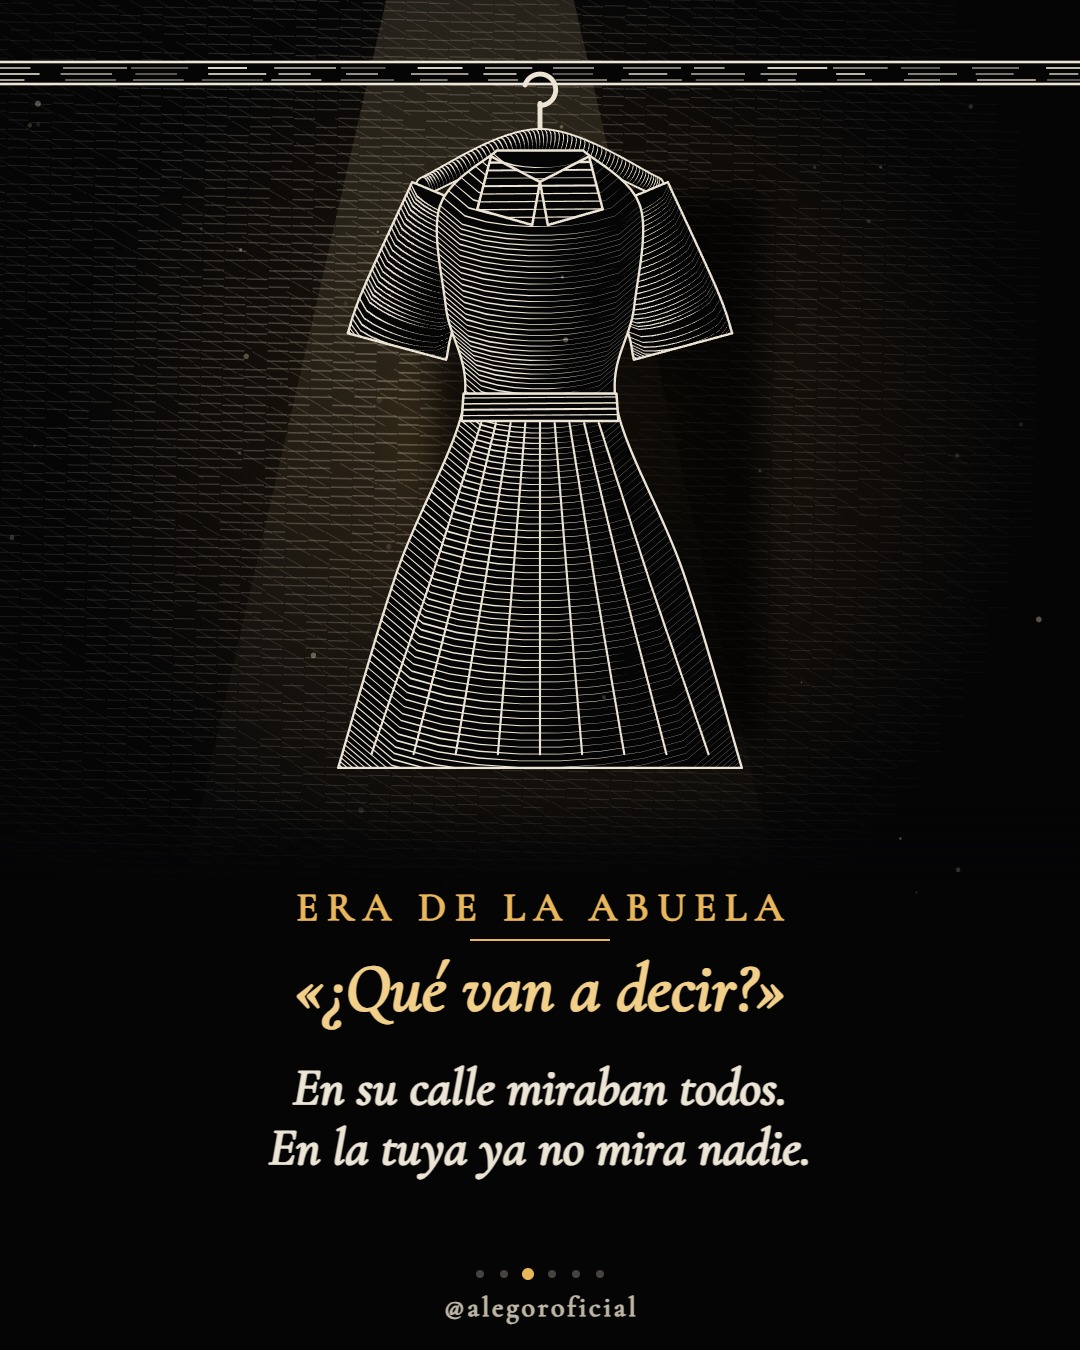 ERA DE LA ABUELA
«¿Qué van a decir?»
En su calle miraban todos.
En la tuya ya no mira nadie.
@alegoroficial